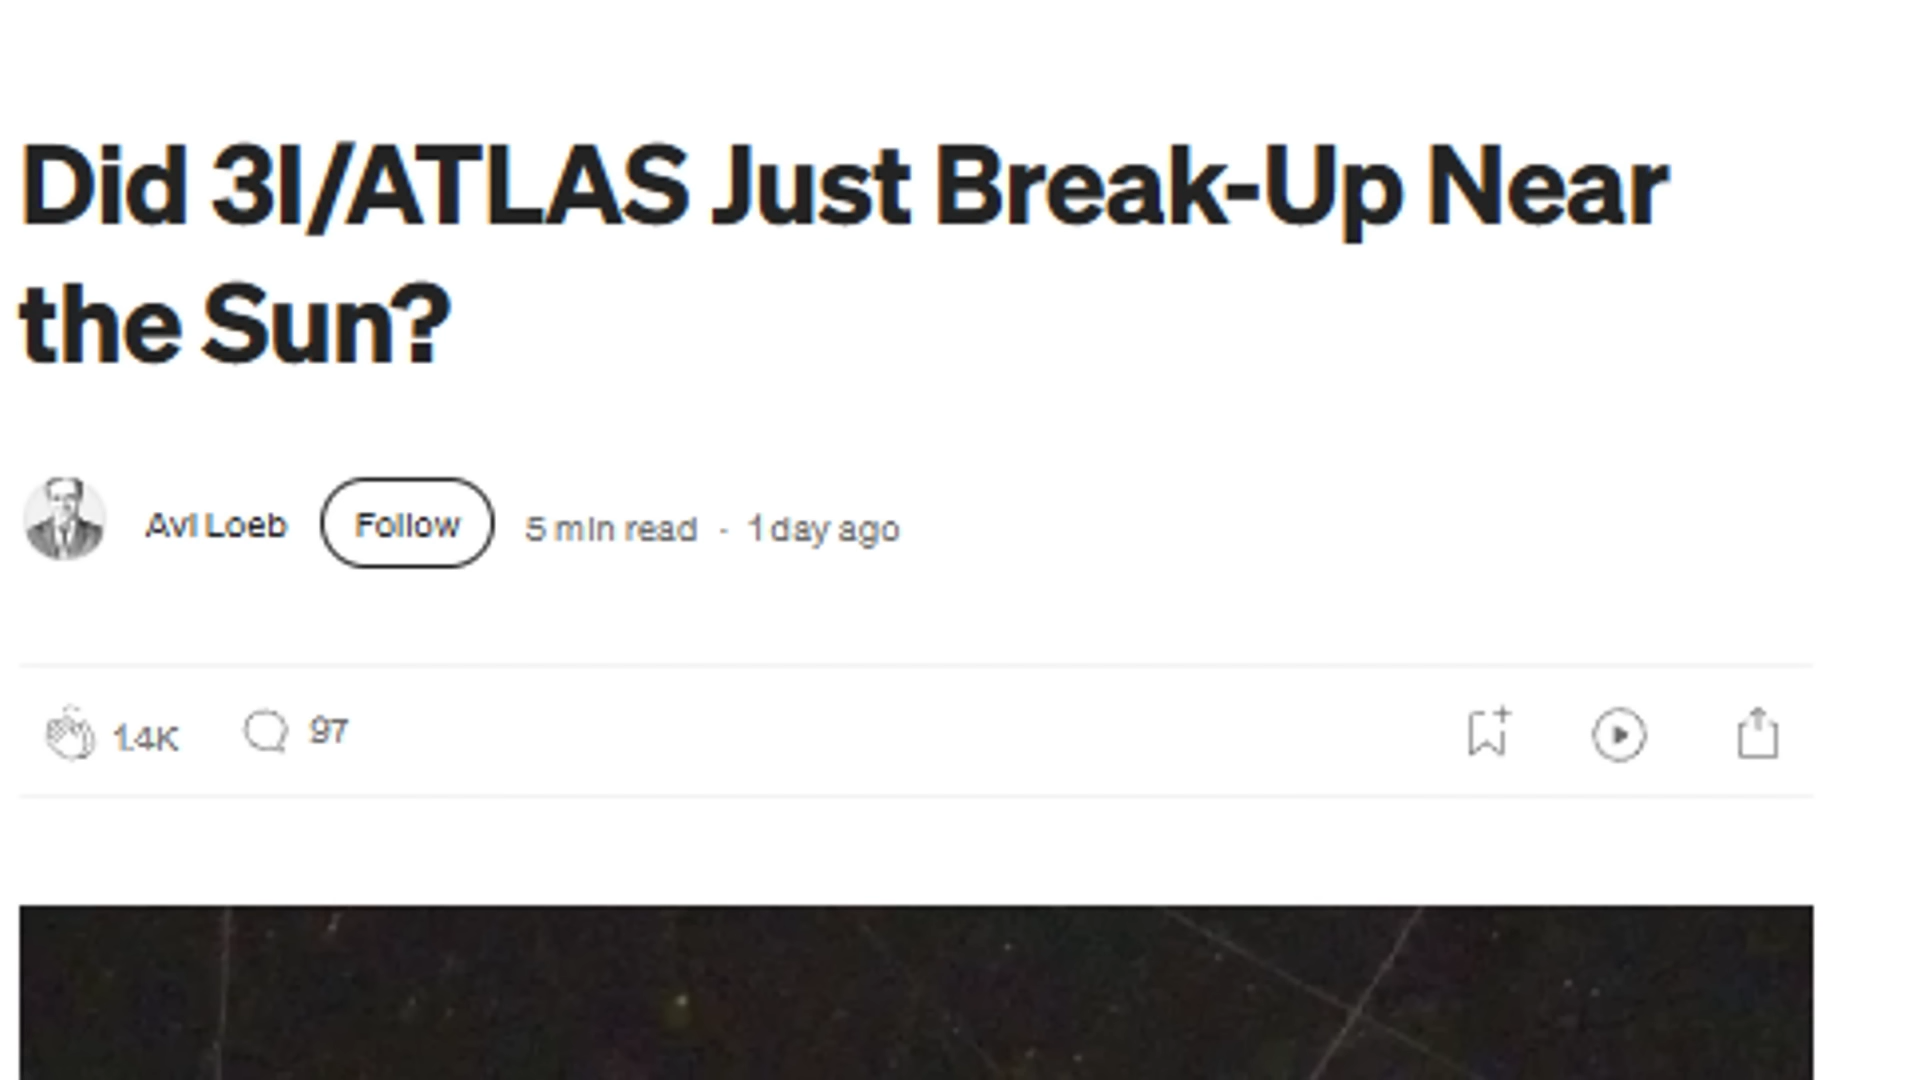 Did 3I/ATLAS Just Break-Up Near
the Sun?
Avi Loeb Follow 5 min read · 1 day ago
1.4K 97